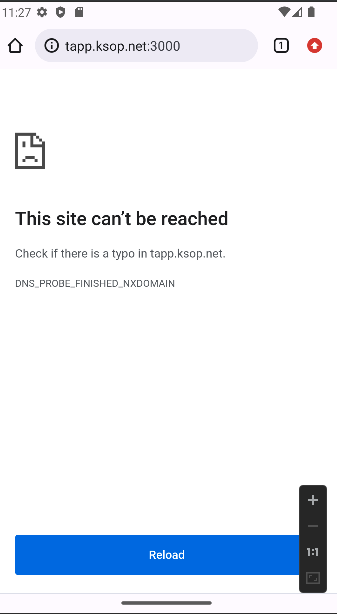 11:27
tapp.ksop.net:3000
1
This site can’t be reached
Check if there is a typo in tapp.ksop.net.
DNS_PROBE_FINISHED_NXDOMAIN
1:1
Reload